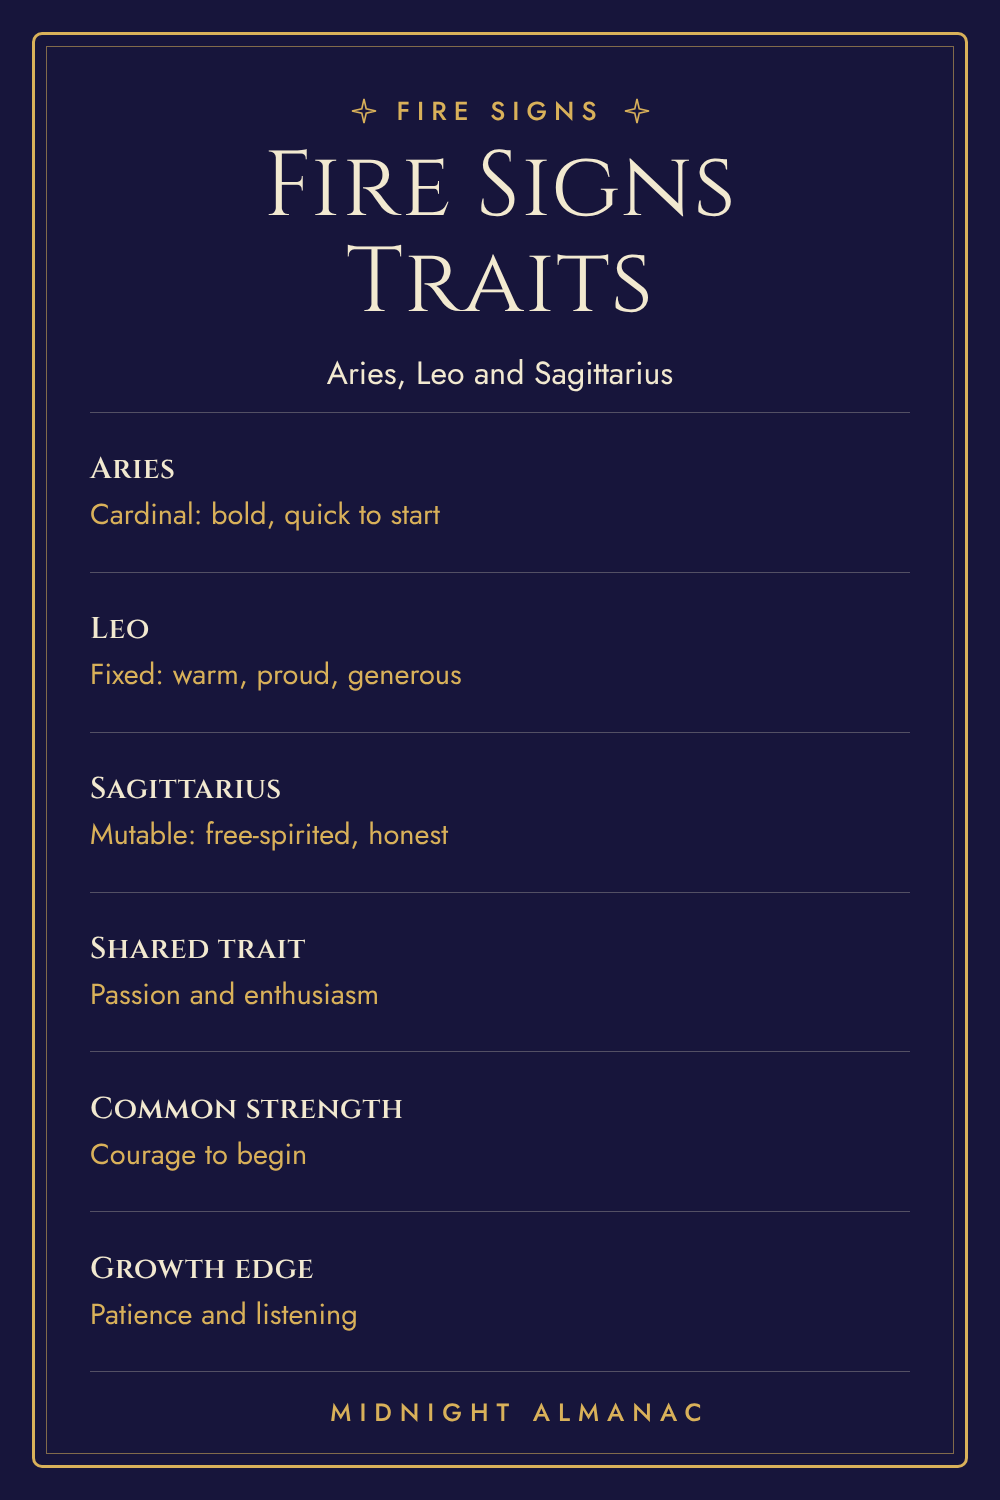 FIRE SIGNS
Fire Signs
Traits
Aries, Leo and Sagittarius
Aries
Cardinal: bold, quick to start
Leo
Fixed: warm, proud, generous
Sagittarius
Mutable: free-spirited, honest
Shared trait
Passion and enthusiasm
Common strength
Courage to begin
Growth edge
Patience and listening
MIDNIGHT ALMANAC